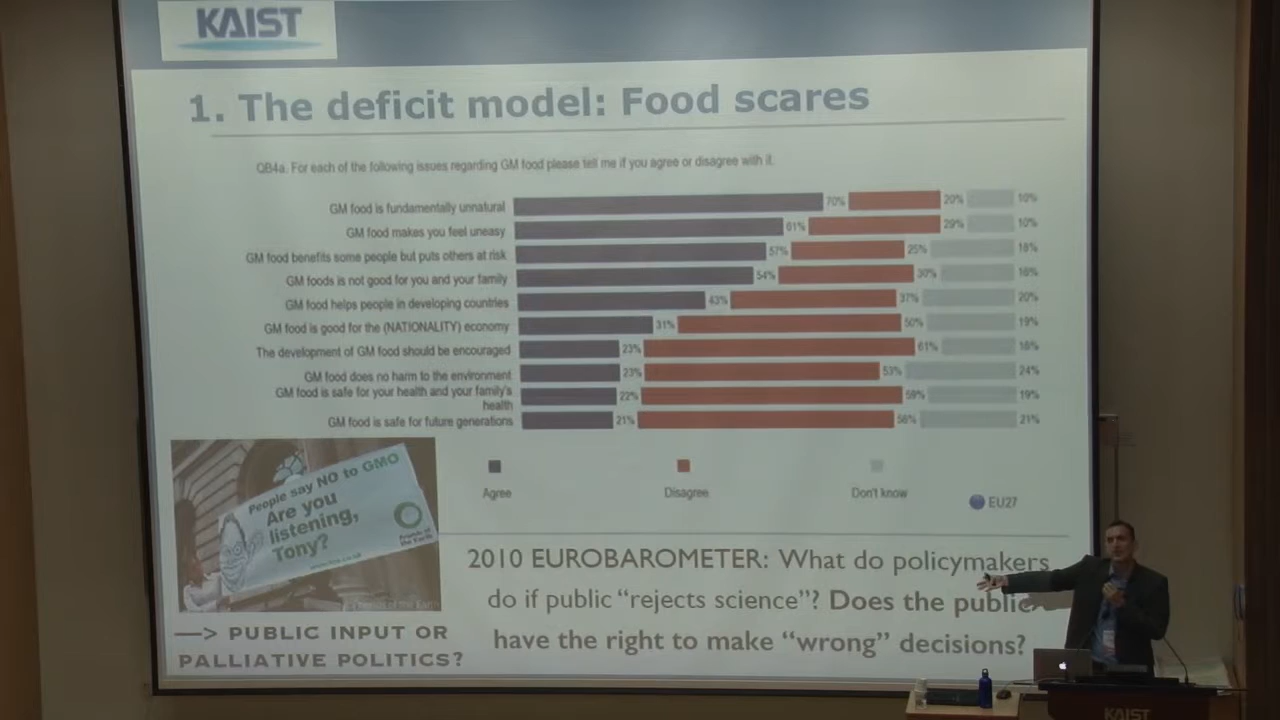 KAIST
1. The deficit model: Food scares
QB4a. For each of the following issues regarding GM food please tell me if you agree or disagree with it.
GM food is fundamentally unnatural 70% 20% 10%
GM food makes you feel uneasy 61% 29% 10%
GM food benefits some people but puts others at risk 57% 25% 18%
GM foods is not good for you and your family 54% 30% 16%
GM food helps people in developing countries 43% 37% 20%
GM food is good for the (NATIONALITY) economy 31% 50% 19%
The development of GM food should be encouraged 23% 61% 16%
GM food does no harm to the environment 23% 53% 24%
GM food is safe for your health and your family's
health 22% 59% 19%
GM food is safe for future generations 21% 58% 21%
Agree Disagree Don't know
EU27
People say NO to GMO
Are you
listening,
Tony?
Friends of
the Earth
2010 EUROBAROMETER: What do policymakers
do if public "rejects science"? Does the public
have the right to make "wrong" decisions?
—> PUBLIC INPUT OR
PALLIATIVE POLITICS?
KAIST